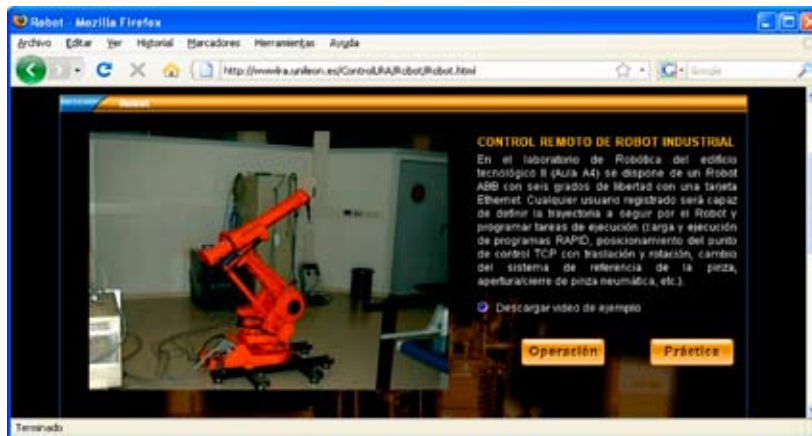 Robot - Mozilla Firefox
Archivo Editar Ver Historial Marcadores Herramientas Ayuda
Google
Robot
CONTROL REMOTO DE ROBOT INDUSTRIAL
En el laboratorio de Robótica del edificio
tecnológico II (Aula A4) se dispone de un Robot
ABB con seis grados de libertad con una tarjeta
Ethernet. Cualquier usuario registrado será capaz
de definir la trayectoria a seguir por el Robot y
programar tareas de ejecución (carga y ejecución
de programas RAPID, posicionamiento del punto
de control TCP con traslación y rotación, cambio
del sistema de referencia de la pinza,
apertura/cierre de pinza neumática, etc.).
Descargar video de ejemplo
Operación Práctica
Terminado